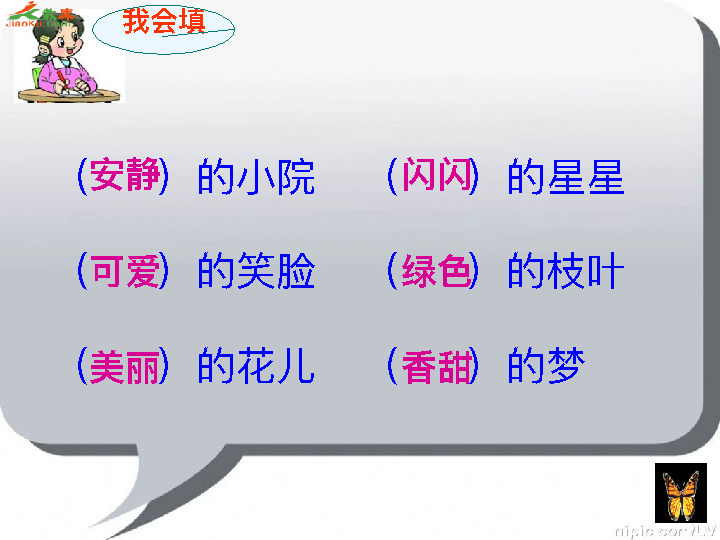 我会填
(安静) 的小院 (闪闪) 的星星
(可爱) 的笑脸 (绿色) 的枝叶
(美丽) 的花儿 (香甜) 的梦
nipic.com/LV